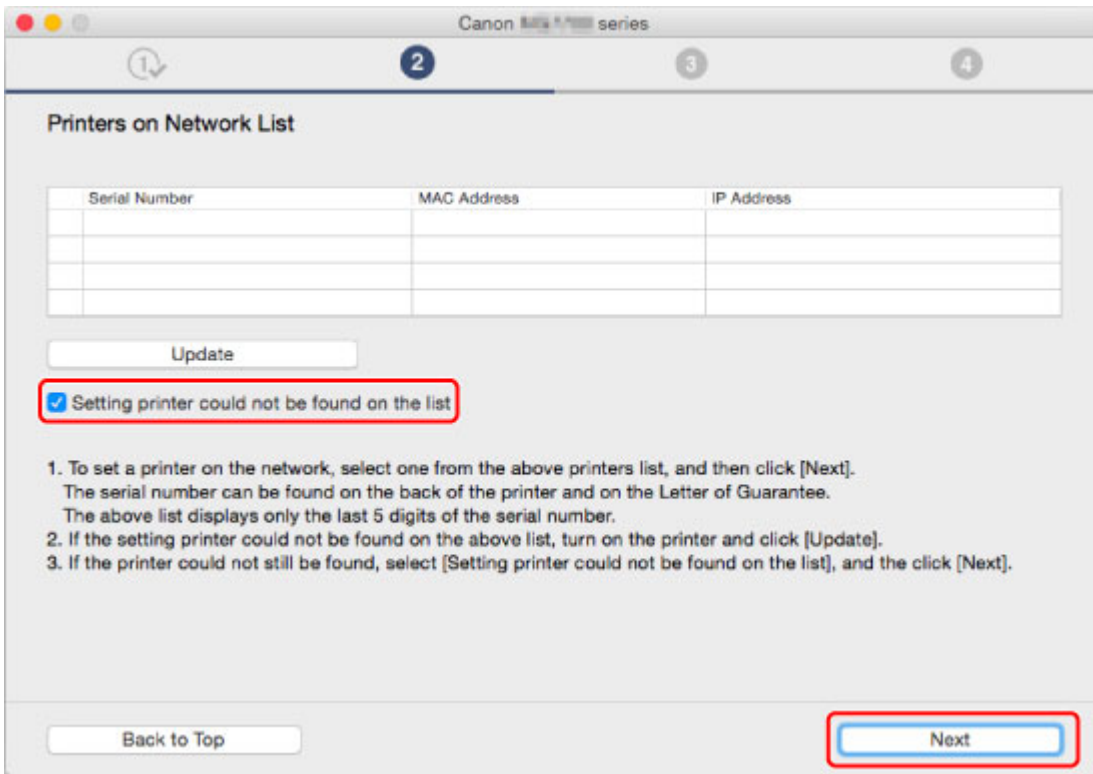 Canon series
1 2 3 4
Printers on Network List
Serial Number MAC Address IP Address
Update
Setting printer could not be found on the list
1. To set a printer on the network, select one from the above printers list, and then click [Next].
The serial number can be found on the back of the printer and on the Letter of Guarantee.
The above list displays only the last 5 digits of the serial number.
2. If the setting printer could not be found on the above list, turn on the printer and click [Update].
3. If the printer could not still be found, select [Setting printer could not be found on the list], and the click [Next].
Back to Top Next